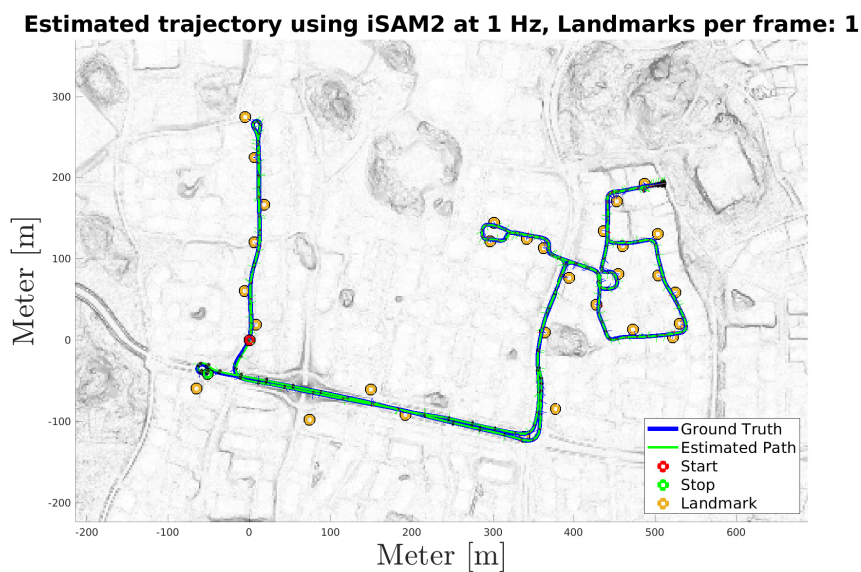 Estimated trajectory using iSAM2 at 1 Hz, Landmarks per frame: 1
Meter [m]
300
200
100
0
-100
-200
-200 -100 0 100 200 300 400 500 600
Meter [m]
Ground Truth
Estimated Path
Start
Stop
Landmark